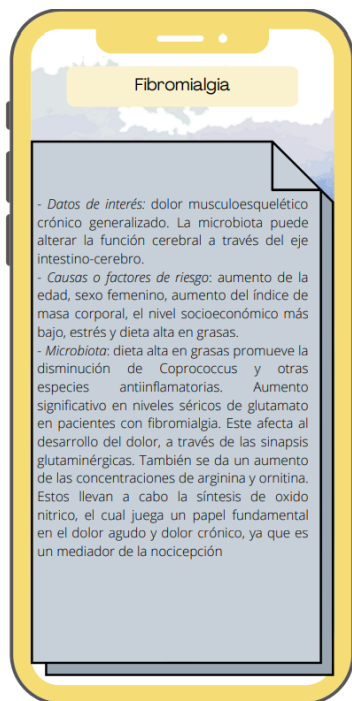 Fibromialgia
- Datos de interés: dolor musculoesquelético
crónico generalizado. La microbiota puede
alterar la función cerebral a través del eje
intestino-cerebro.
- Causas o factores de riesgo: aumento de la
edad, sexo femenino, aumento del índice de
masa corporal, el nivel socioeconómico más
bajo, estrés y dieta alta en grasas.
- Microbiota: dieta alta en grasas promueve la
disminución de Coprococcus y otras
especies antiinflamatorias. Aumento
significativo en niveles séricos de glutamato
en pacientes con fibromialgia. Este afecta al
desarrollo del dolor, a través de las sinapsis
glutaminérgicas. También se da un aumento
de las concentraciones de arginina y ornitina.
Estos llevan a cabo la síntesis de oxido
nitrico, el cual juega un papel fundamental
en el dolor agudo y dolor crónico, ya que es
un mediador de la nocicepción